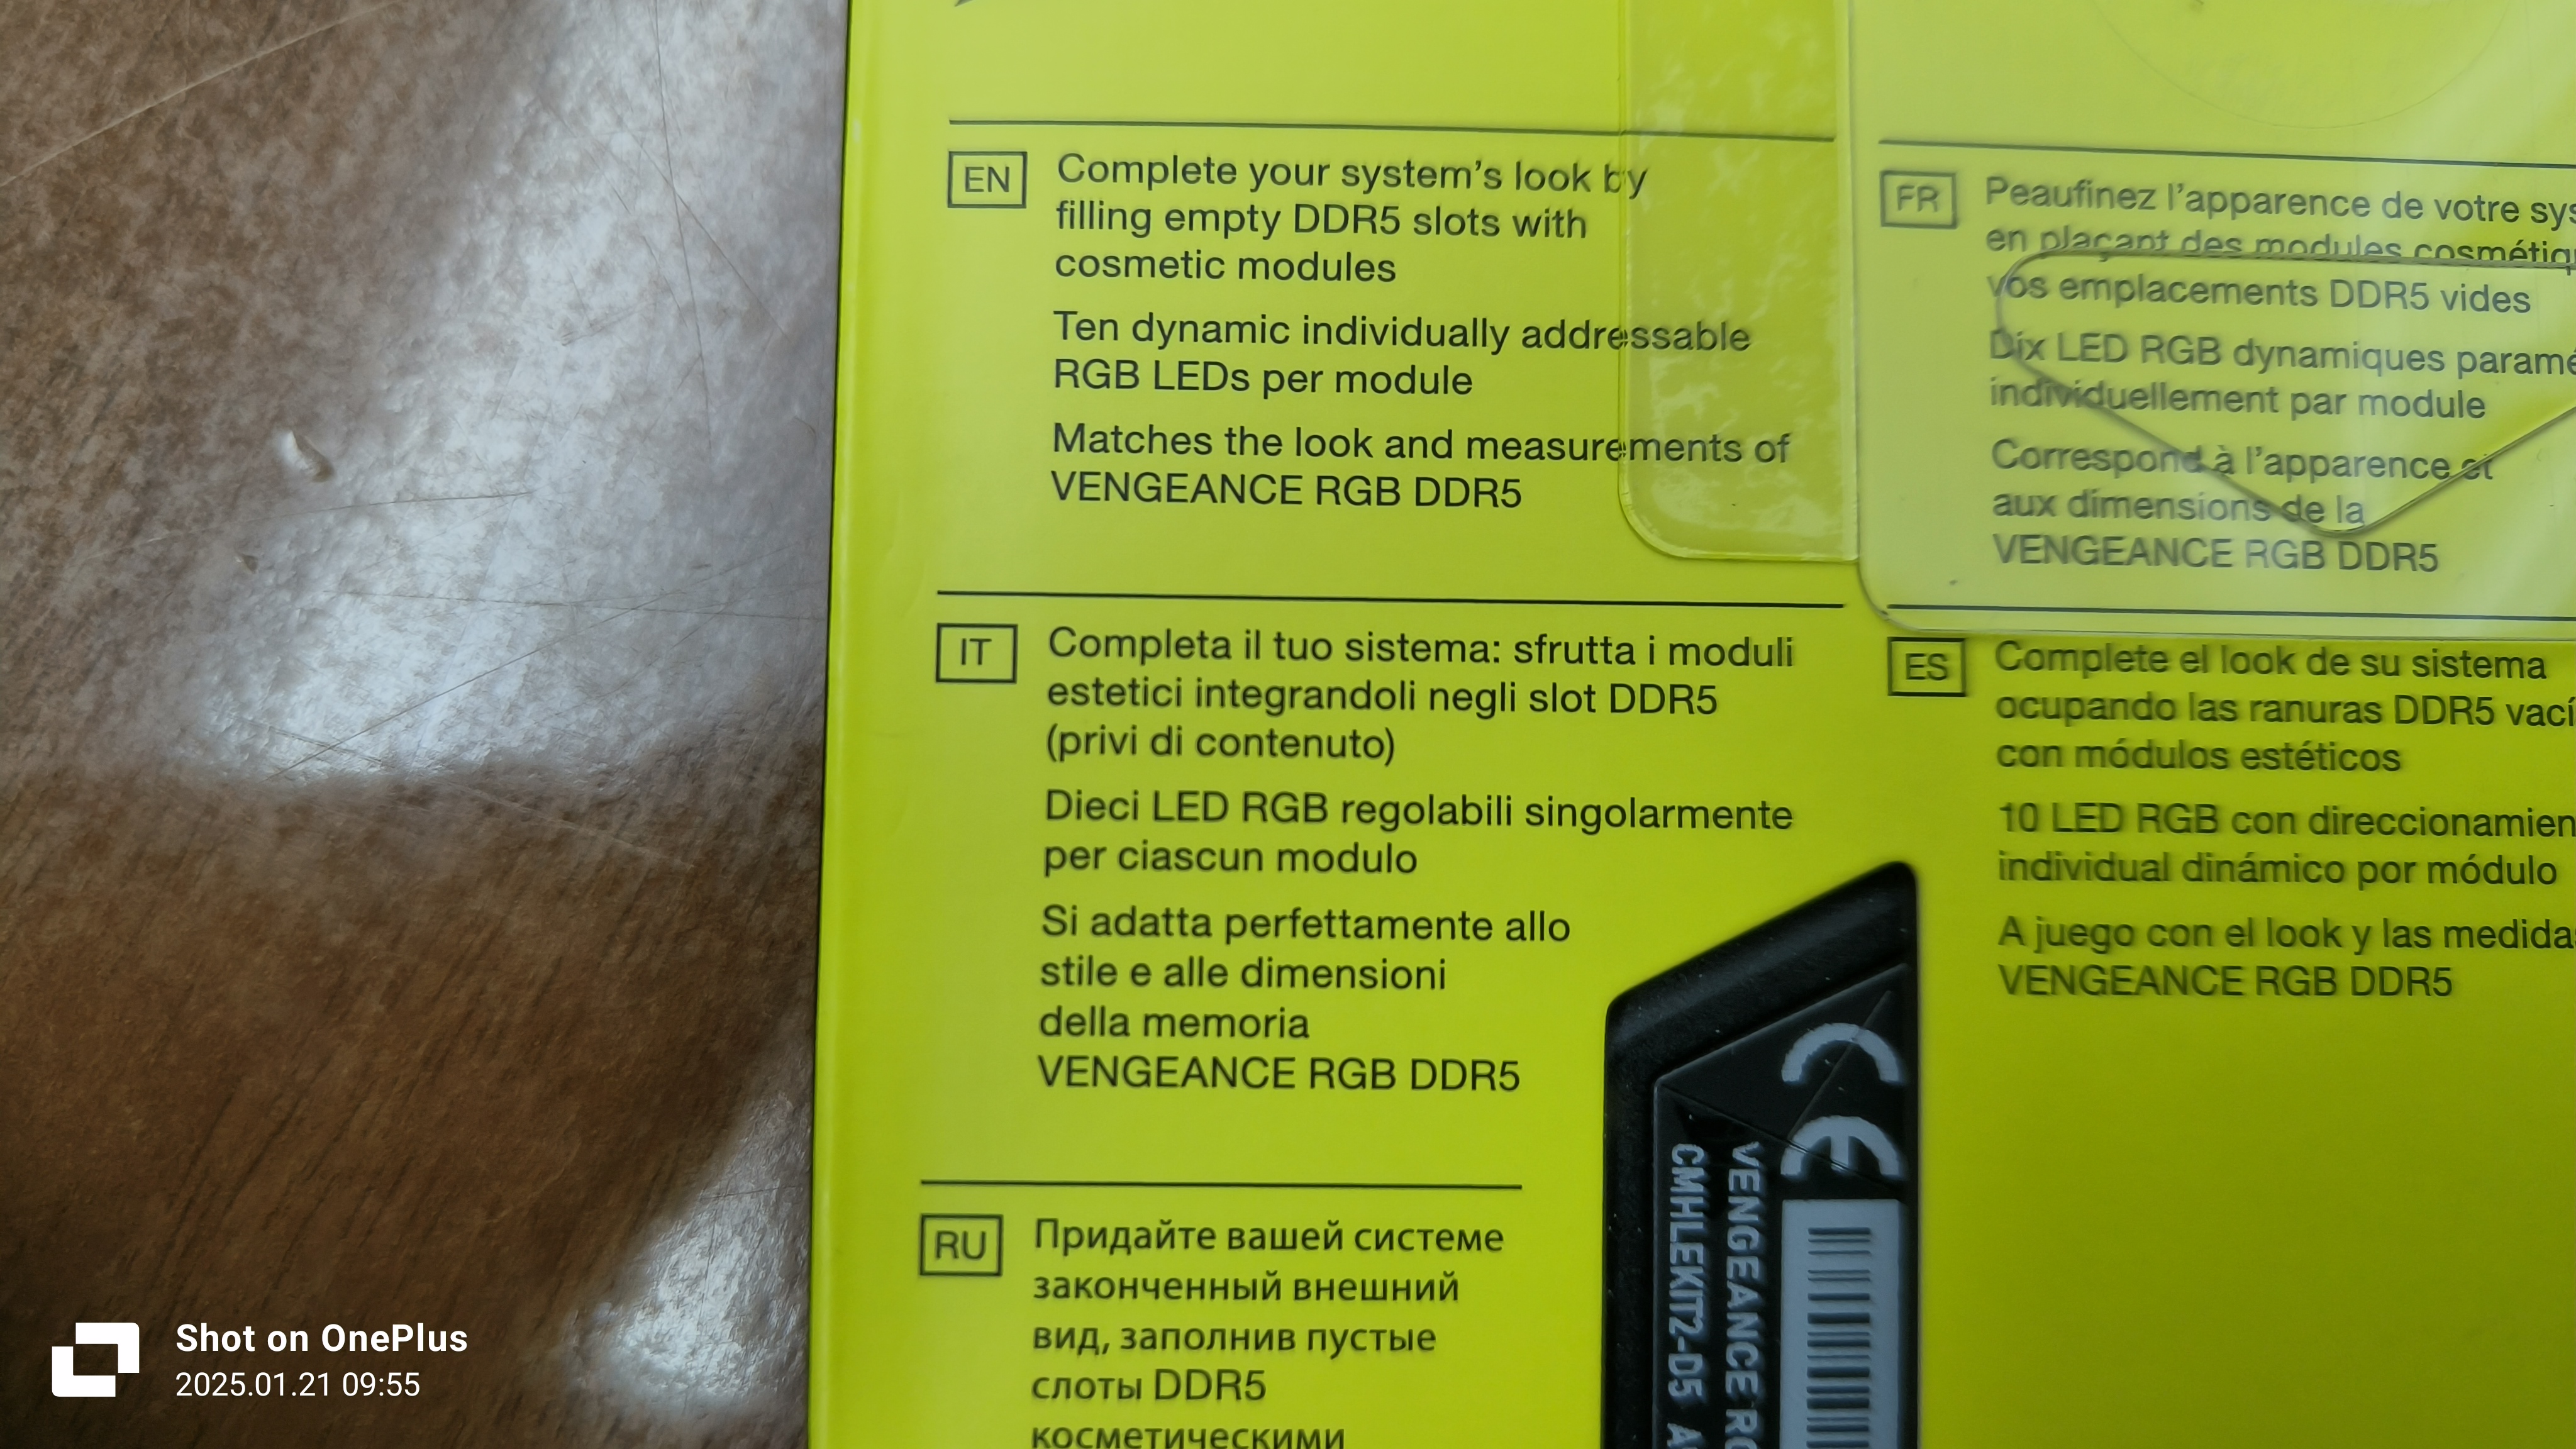 EN
Complete your system's look by
filling empty DDR5 slots with
cosmetic modules
Ten dynamic individually addressable
RGB LEDs per module
Matches the look and measurements of
VENGEANCE RGB DDR5
FR
Peaufinez l'apparence de votre
en plaçant des modules
vos emplacements DDR5 vides
Dix LED RGB dynamiques
individuellement par module
Correspond à l'apparence et
aux dimensions de la
VENGEANCE RGB DDR5
IT
Completa il tuo sistema: sfrutta i moduli
estetici integrandoli negli slot DDR5
(privi di contenuto)
Dieci LED RGB regolabili singolarmente
per ciascun modulo
Si adatta perfettamente allo
stile e alle dimensioni
della memoria
VENGEANCE RGB DDR5
ES
Complete el look de su sistema
ocupando las ranuras DDR5
con módulos estéticos
10 LED RGB con
individual dinámico por módulo
A juego con el look y las
VENGEANCE RGB DDR5
RU
Придайте вашей системе
законченный внешний
вид, заполнив пустые
слоты DDR5
косметическими
CE
VENGEANCE
CMHLEKIT2-D5
Shot on OnePlus
2025.01.21 09:55